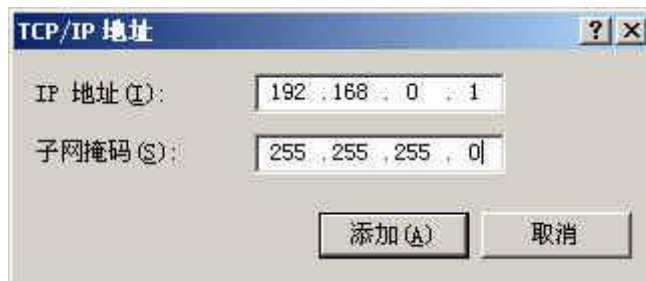 TCP/IP 地址
IP 地址(I): 192 .168 . 0 . 1
子网掩码(S): 255 .255 .255 . 0
添加(A) 取消